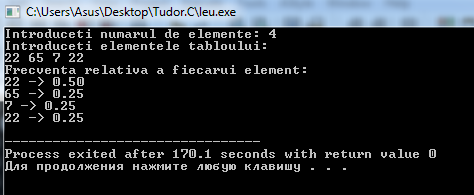 C:\Users\Asus\Desktop\Tudor.C\leu.exe
Introduceti numarul de elemente: 4
Introduceti elementele tabloului:
22 65 7 22
Frecventa relativa a fiecarui element:
22 -> 0.50
65 -> 0.25
7 -> 0.25
22 -> 0.25
--------------------------------
Process exited after 170.1 seconds with return value 0
Для продолжения нажмите любую клавишу . . .